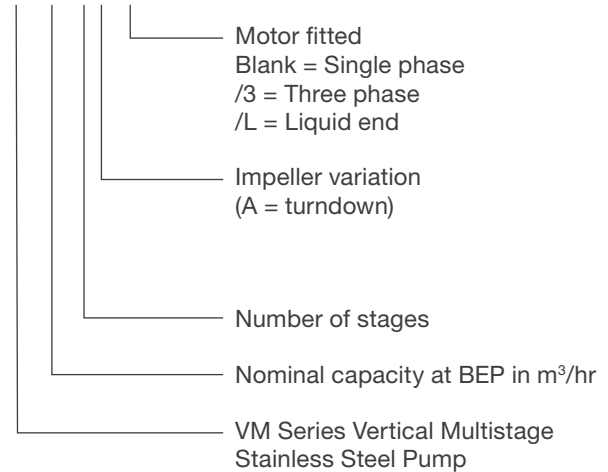 Motor fitted
Blank = Single phase
/3 = Three phase
/L = Liquid end
Impeller variation
(A = turndown)
Number of stages
Nominal capacity at BEP in m³/hr
VM Series Vertical Multistage
Stainless Steel Pump